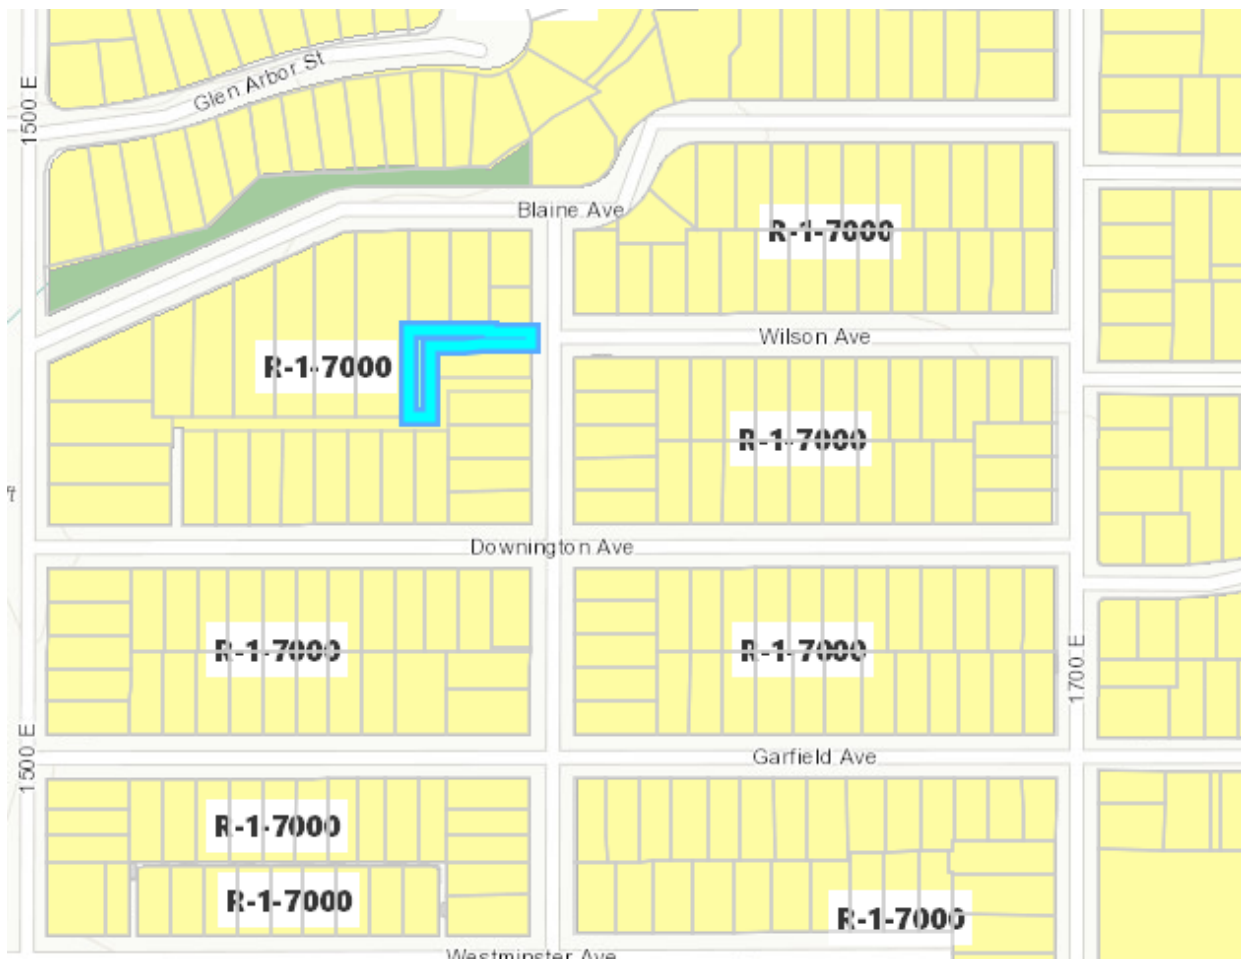 Glen Arbor St
1500 E
Blaine Ave
R-1-7000
Wilson Ave
R-1-7000
R-1-7000
Downington Ave
R-1-7000
R-1-7000
1700 E
1500 E
Garfield Ave
R-1-7000
R-1-7000
R-1-7000
Westminster Ave